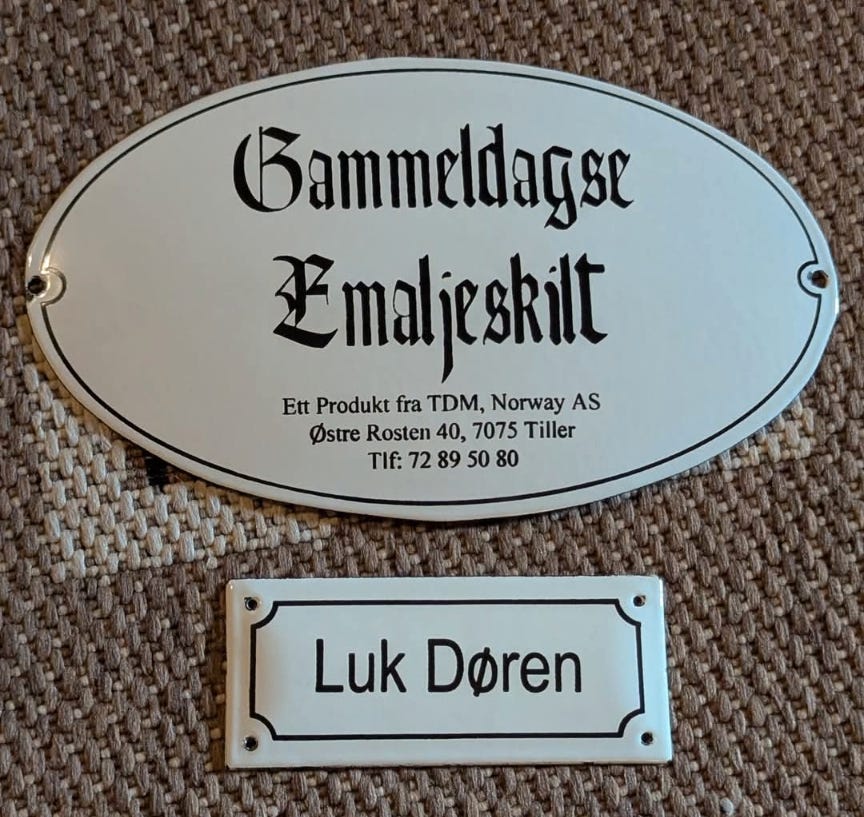 Gammeldagse
Emaljeskilt
Ett Produkt fra TDM, Norway AS
Østre Rosten 40, 7075 Tiller
Tlf: 72 89 50 80
Luk Døren